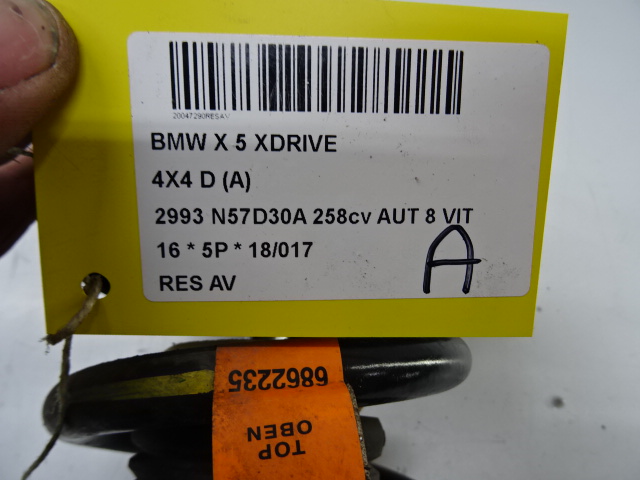 20047290RESAV
BMW X 5 XDRIVE
4X4 D (A)
2993 N57D30A 258cv AUT 8 VIT
16 * 5P * 18/017
RES AV
A
6862235
TOP
OBEN